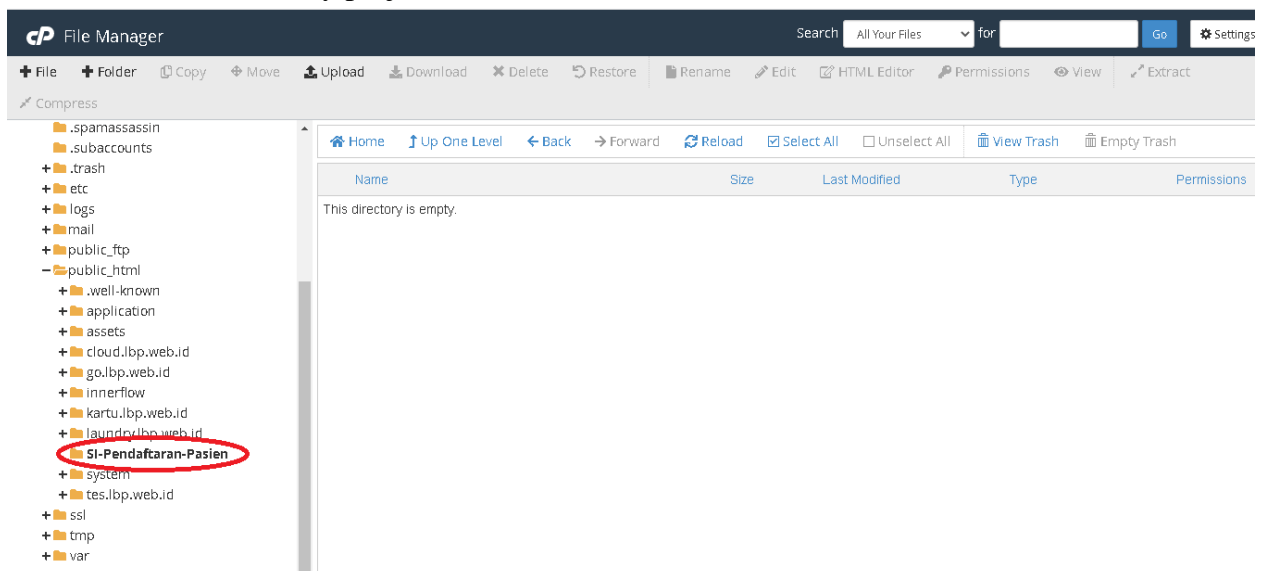 cP File Manager Search All Your Files for Go Settings
File Folder Copy Move Upload Download Delete Restore Rename Edit HTML Editor Permissions View Extract
Compress
.spamassassin
.subaccounts
.trash
etc
logs
mail
public_ftp
public_html
.well-known
application
assets
cloud.lbp.web.id
go.lbp.web.id
innerflow
kartu.lbp.web.id
laundry.lbp.web.id
SI-Pendaftaran-Pasien
system
tes.lbp.web.id
ssl
tmp
var
Home Up One Level Back Forward Reload Select All Unselect All View Trash Empty Trash
Name Size Last Modified Type Permissions
This directory is empty.